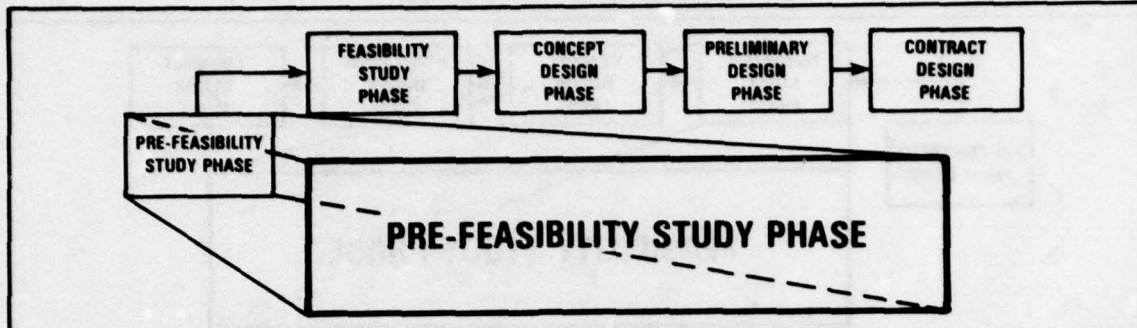 FEASIBILITY
STUDY
PHASE
CONCEPT
DESIGN
PHASE
PRELIMINARY
DESIGN
PHASE
CONTRACT
DESIGN
PHASE
PRE-FEASIBILITY
STUDY PHASE
PRE-FEASIBILITY STUDY PHASE